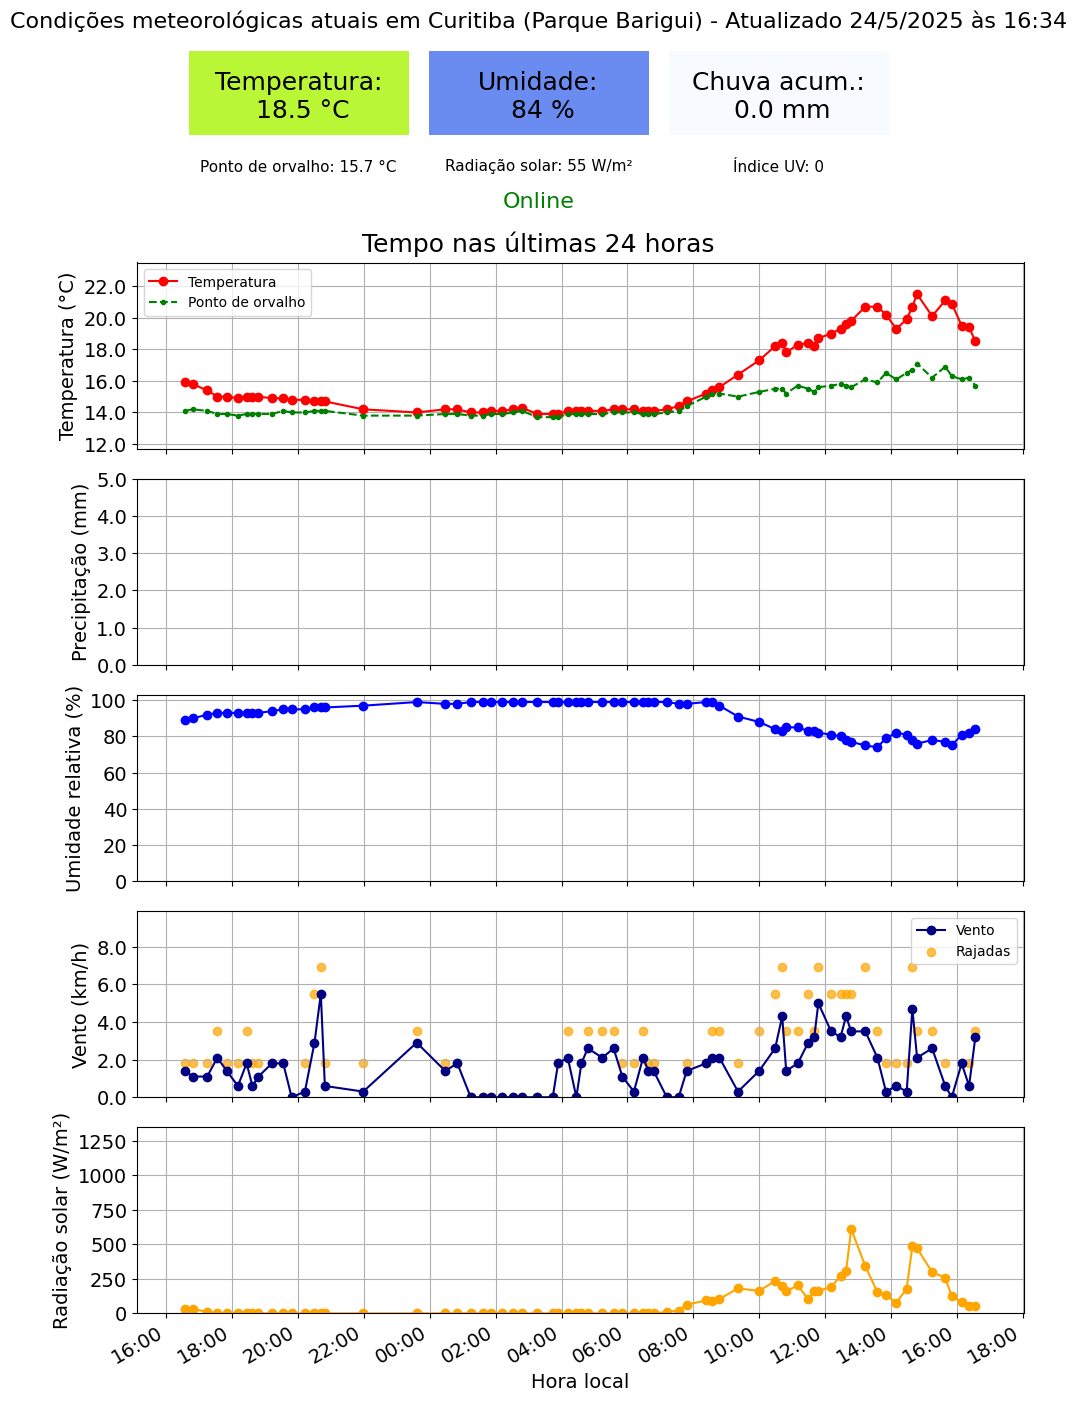 Condições meteorológicas atuais em Curitiba (Parque Barigui) - Atualizado 24/5/2025 às 16:34
Temperatura:
18.5 °C
Umidade:
84 %
Chuva acum.:
0.0 mm
Ponto de orvalho: 15.7 °C
Radiação solar: 55 W/m²
Índice UV: 0
Online
Tempo nas últimas 24 horas
Temperatura (°C)
22.0
20.0
18.0
16.0
14.0
12.0
Temperatura
Ponto de orvalho
Precipitação (mm)
5.0
4.0
3.0
2.0
1.0
0.0
Umidade relativa (%)
100
80
60
40
20
0
Vento (km/h)
8.0
6.0
4.0
2.0
0.0
Vento
Rajadas
Radiação solar (W/m²)
1250
1000
750
500
250
0
16:00
18:00
20:00
22:00
00:00
02:00
04:00
06:00
08:00
10:00
12:00
14:00
16:00
18:00
Hora local